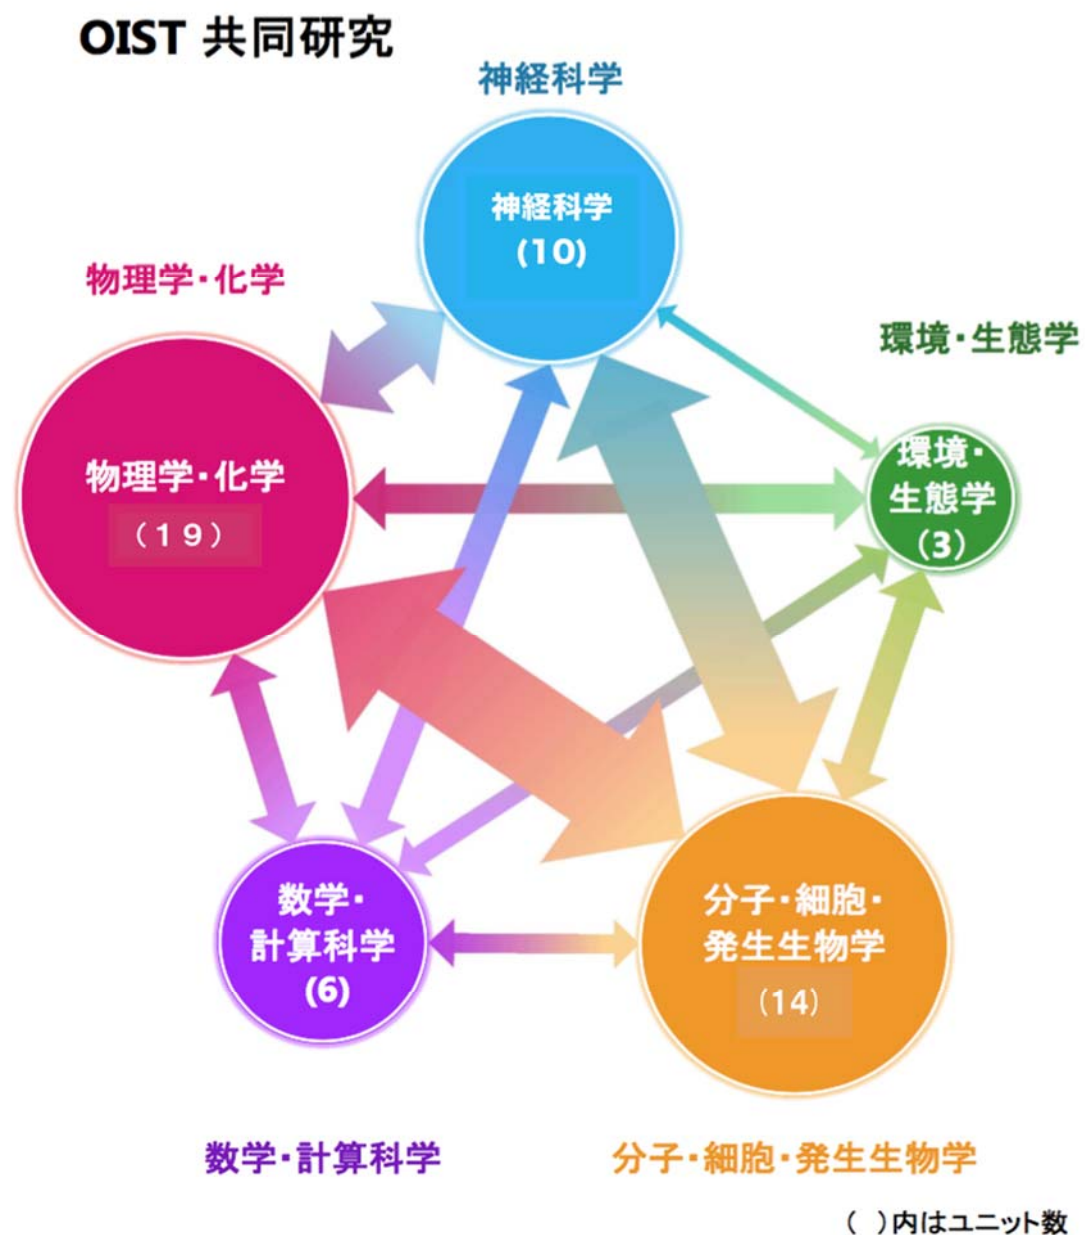 OIST 共同研究
神経科学
神経科学
(10)
物理学・化学
環境・生態学
物理学・化学
(19)
環境・
生態学
(3)
数学・
計算科学
(6)
分子・細胞・
発生生物学
(14)
数学・計算科学
分子・細胞・発生生物学
( )内はユニット数